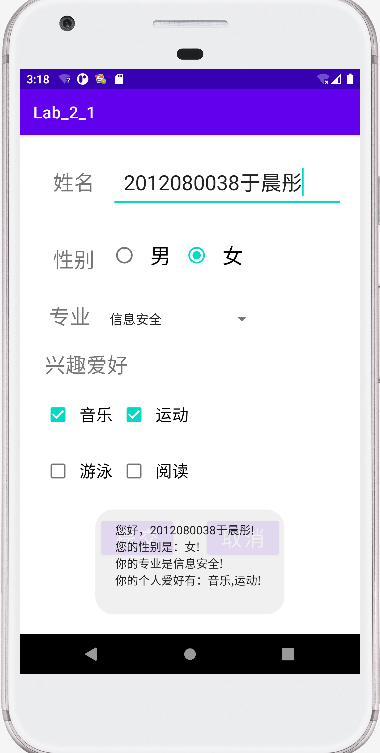 3:18
Lab_2_1
姓名 2012080038于晨彤
性别 男 女
专业 信息安全
兴趣爱好
音乐 运动
游泳 阅读
取消
您好，2012080038于晨彤!
您的性别是：女!
你的专业是信息安全!
你的个人爱好有：音乐,运动!